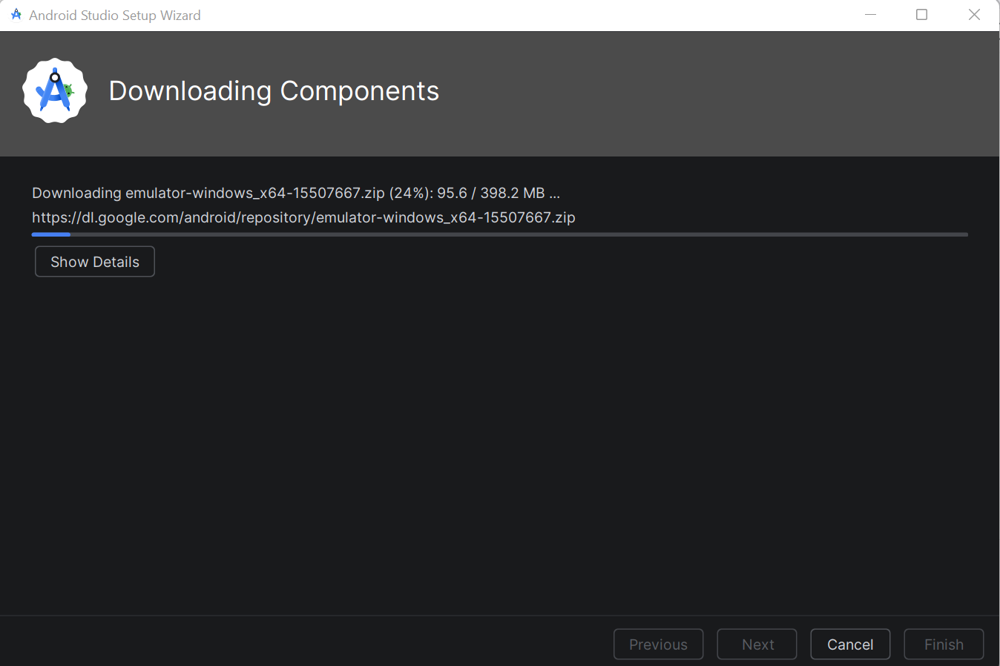 Android Studio Setup Wizard
Downloading Components
Downloading emulator-windows_x64-15507667.zip (24%): 95.6 / 398.2 MB ...
https://dl.google.com/android/repository/emulator-windows_x64-15507667.zip
Show Details
Previous Next Cancel Finish